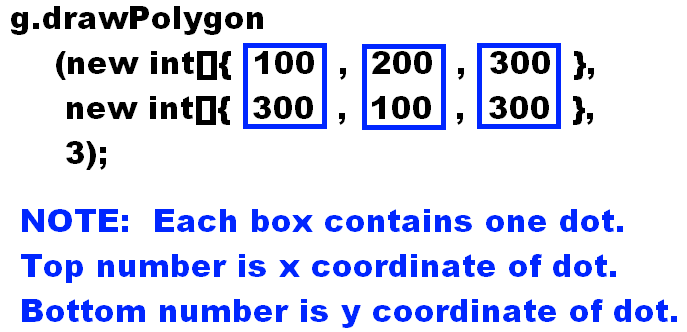 g.drawPolygon
(new int[]{ 100 , 200 , 300 },
new int[]{ 300 , 100 , 300 },
3);
NOTE: Each box contains one dot.
Top number is x coordinate of dot.
Bottom number is y coordinate of dot.